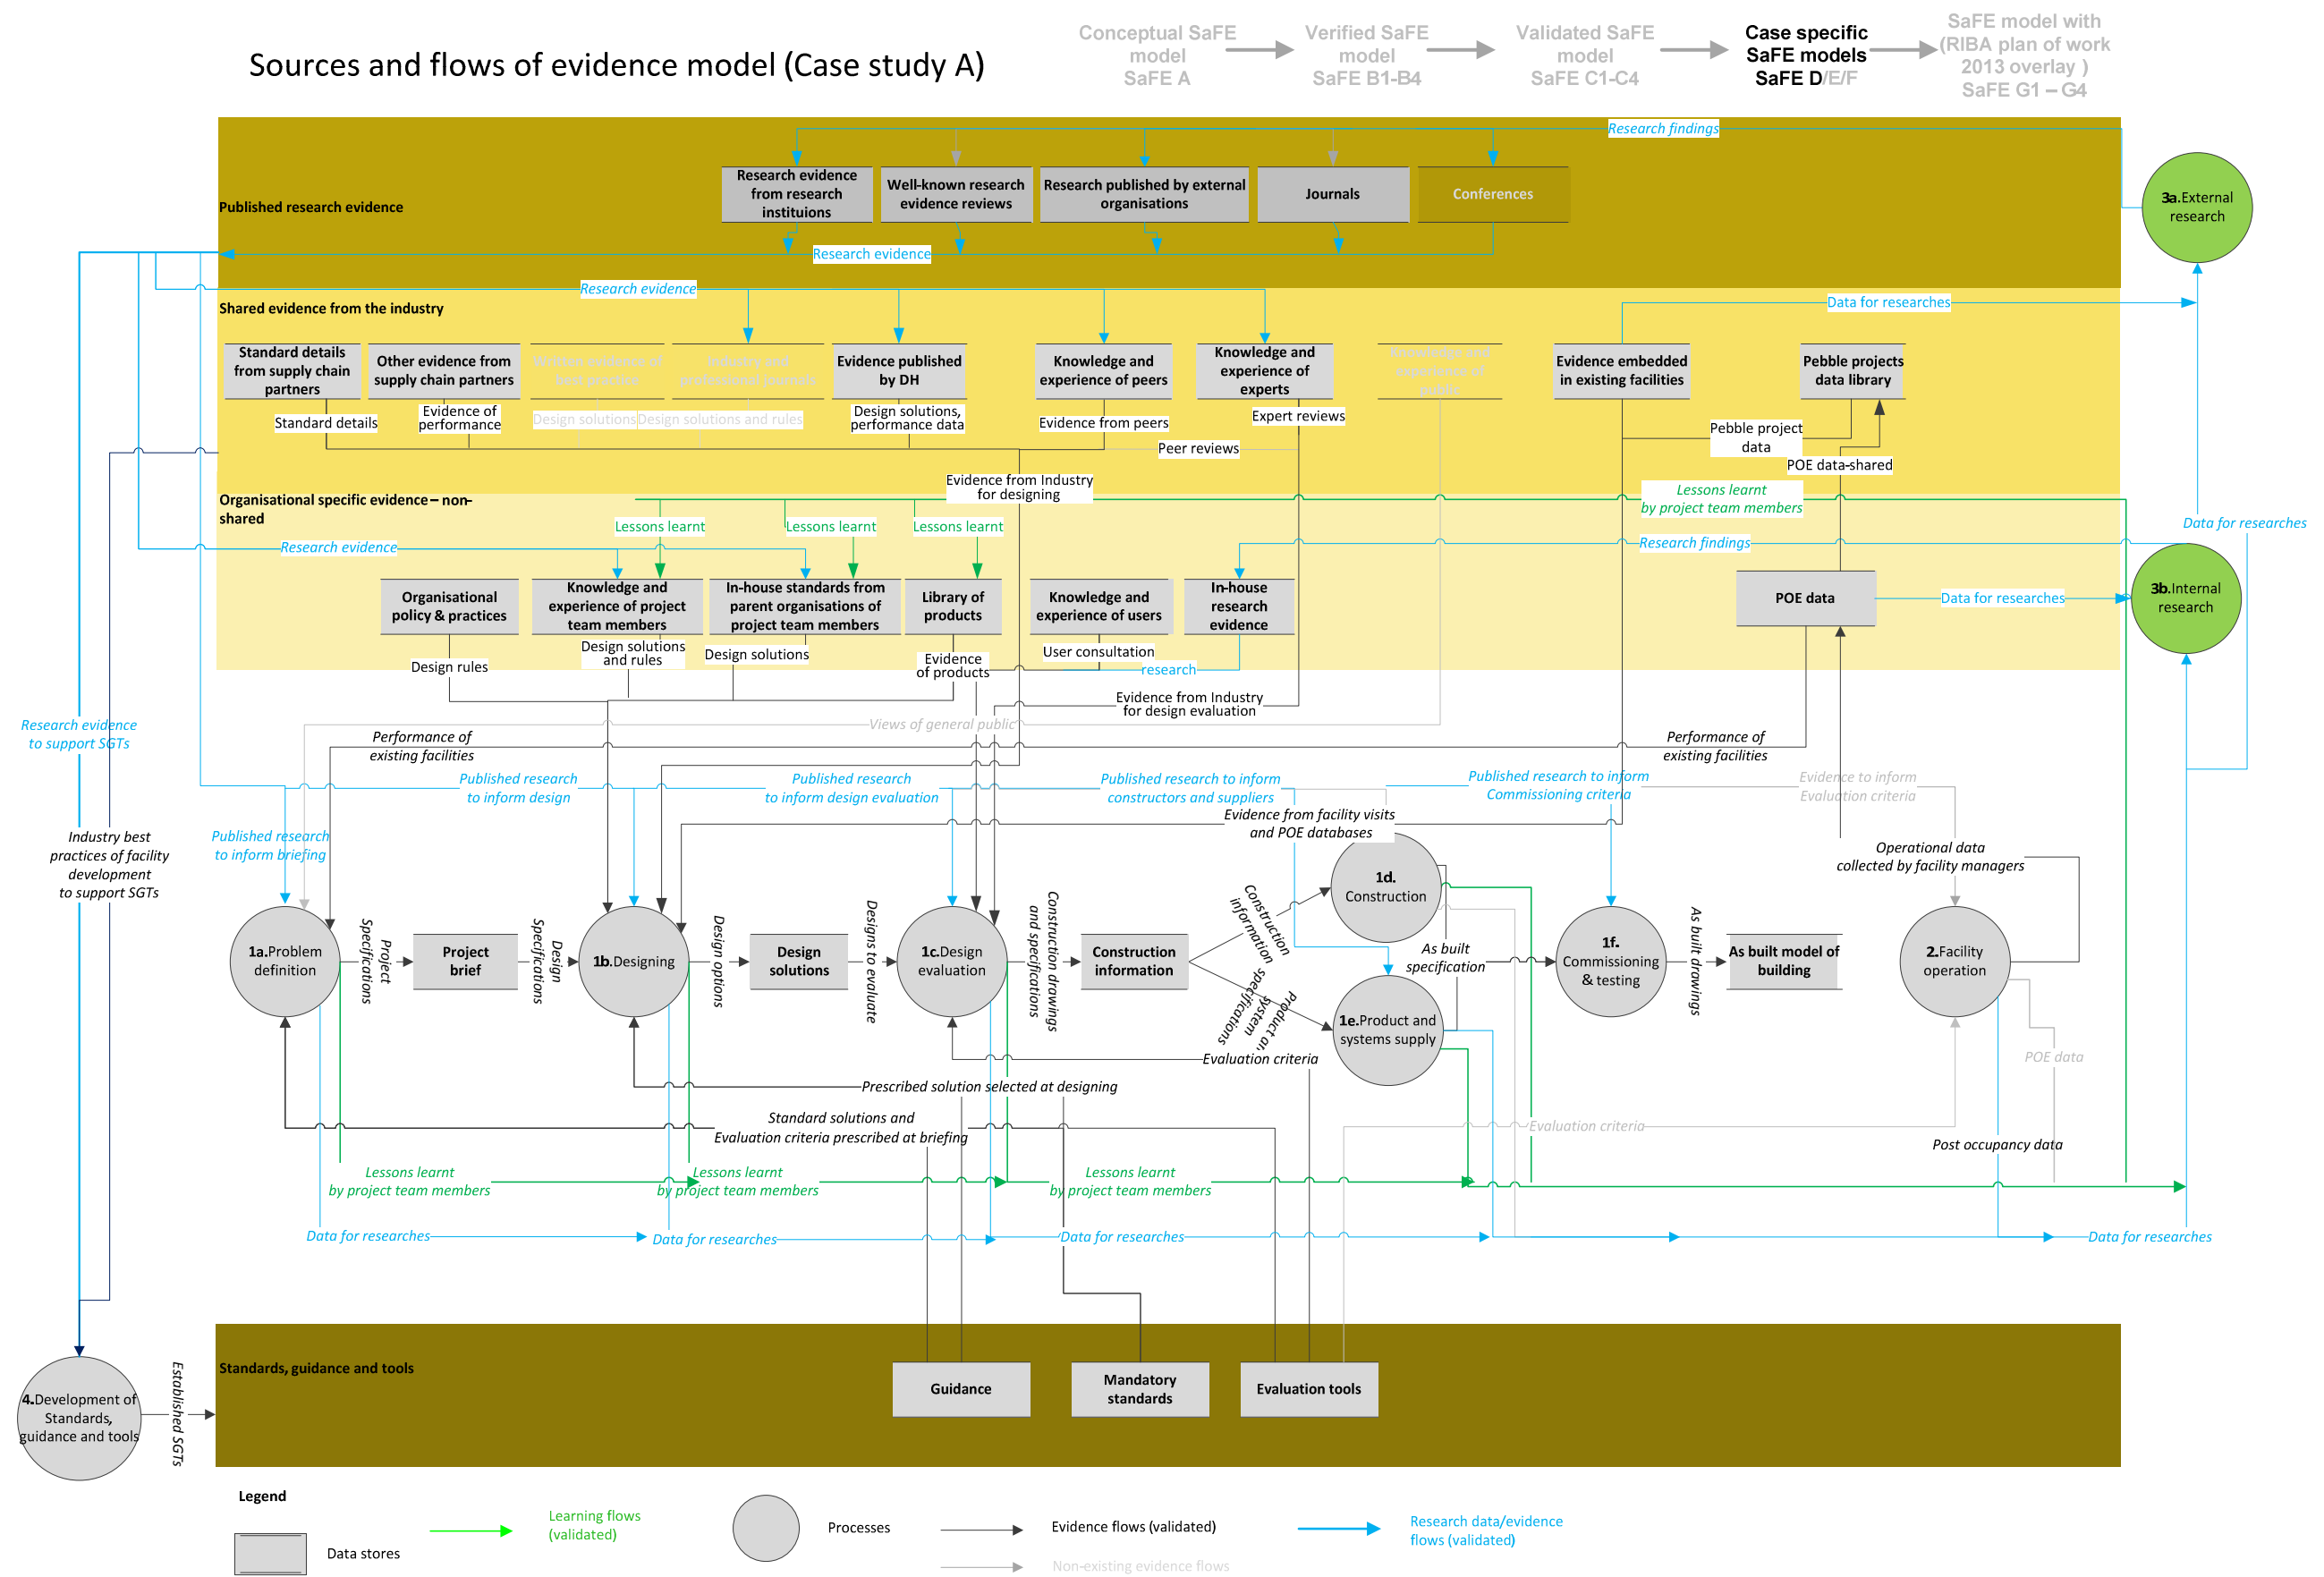 Sources and flows of evidence model (Case study A)
Conceptual SaFE
model
SaFE A
Verified SaFE
model
SaFE B1-B4
Validated SaFE
model
SaFE C1-C4
Case specific
SaFE models
SaFE D/E/F
SaFE model with
(RIBA plan of work
2013 overlay )
SaFE G1 – G4
Research findings
Published research evidence
Research evidence
from research
instituions
Well-known research
evidence reviews
Research published by external
organisations
Journals
Conferences
3a.External
research
Research evidence
Research evidence
Shared evidence from the industry
Data for researches
Standard details
from supply chain
partners
Other evidence from
supply chain partners
Written evidence of
best practice
Industry and
professional journals
Evidence published
by DH
Knowledge and
experience of peers
Knowledge and
experience of
experts
Knowledge and
experience of
public
Evidence embedded
in existing facilities
Pebble projects
data library
Standard details
Evidence of
performance
Design solutions
Design solutions and rules
Design solutions,
performance data
Evidence from peers
Expert reviews
Peer reviews
Pebble project
data
POE data-shared
Evidence from Industry
for designing
Organisational specific evidence – non-
shared
Lessons learnt
by project team members
Lessons learnt
Lessons learnt
Lessons learnt
Data for researches
Research evidence
Research findings
Organisational
policy & practices
Knowledge and
experience of project
team members
In-house standards from
parent organisations of
project team members
Library of
products
Knowledge and
experience of users
In-house
research
evidence
POE data
Data for researches
3b.Internal
research
Design rules
Design solutions
and rules
Design solutions
Evidence
of products
User consultation
research
Evidence from Industry
for design evaluation
Views of general public
Research evidence
to support SGTs
Performance of
existing facilities
Performance of
existing facilities
Published research
to inform design
Published research
to inform design evaluation
Published research to inform
constructors and suppliers
Published research to inform
Commissioning criteria
Evidence to inform
Evaluation criteria
Evidence from facility visits
and POE databases
Industry best
practices of facility
development
to support SGTs
Published research
to inform briefing
Operational data
collected by facility managers
1a.Problem
definition
Project
Specifications
Project
brief
Design
Specifications
1b.Designing
Design options
Design
solutions
Designs to evaluate
1c.Design
evaluation
Construction drawings
and specifications
Construction
information
Construction
information
Product an
system
specifications
1d.
Construction
1e.Product and
systems supply
As built
specification
1f.
Commissioning
& testing
As built drawings
As built model of
building
2.Facility
operation
POE data
Evaluation criteria
Prescribed solution selected at designing
Standard solutions and
Evaluation criteria prescribed at briefing
Evaluation criteria
Post occupancy data
Lessons learnt
by project team members
Lessons learnt
by project team members
Lessons learnt
by project team members
Data for researches
Data for researches
Data for researches
Data for researches
4.Development of
Standards,
guidance and tools
Established SGTs
Standards, guidance and tools
Guidance
Mandatory
standards
Evaluation tools
Legend
Data stores
Learning flows
(validated)
Processes
Evidence flows (validated)
Non-existing evidence flows
Research data/evidence
flows (validated)